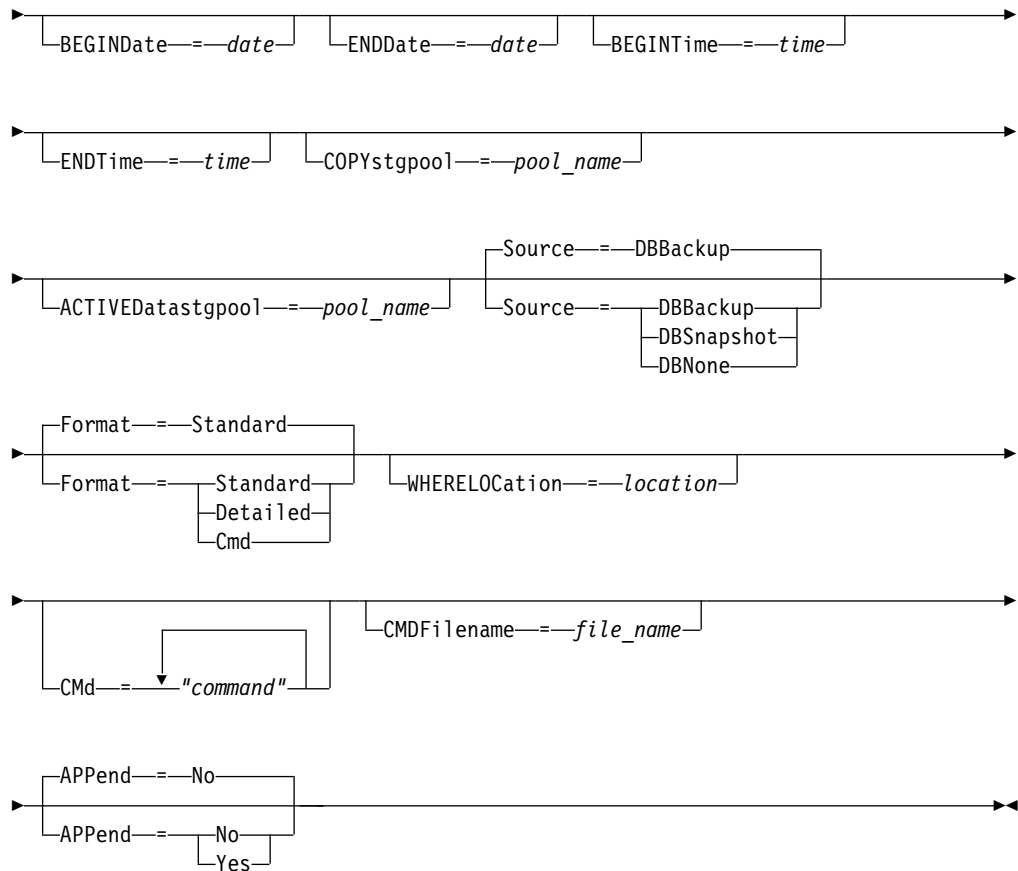 BEGINDate = date ENDDate = date BEGINTime = time
ENDTime = time COPYstgpool = pool_name
Source = DBBackup
ACTIVEDatastgpool = pool_name Source = DBBackup
DBSnapshot
DBNone
Format = Standard
Format = Standard WHERELOCation = location
Detailed
Cmd
CMDFilename = file_name
CMd = "command"
APPend = No
APPend = No
Yes